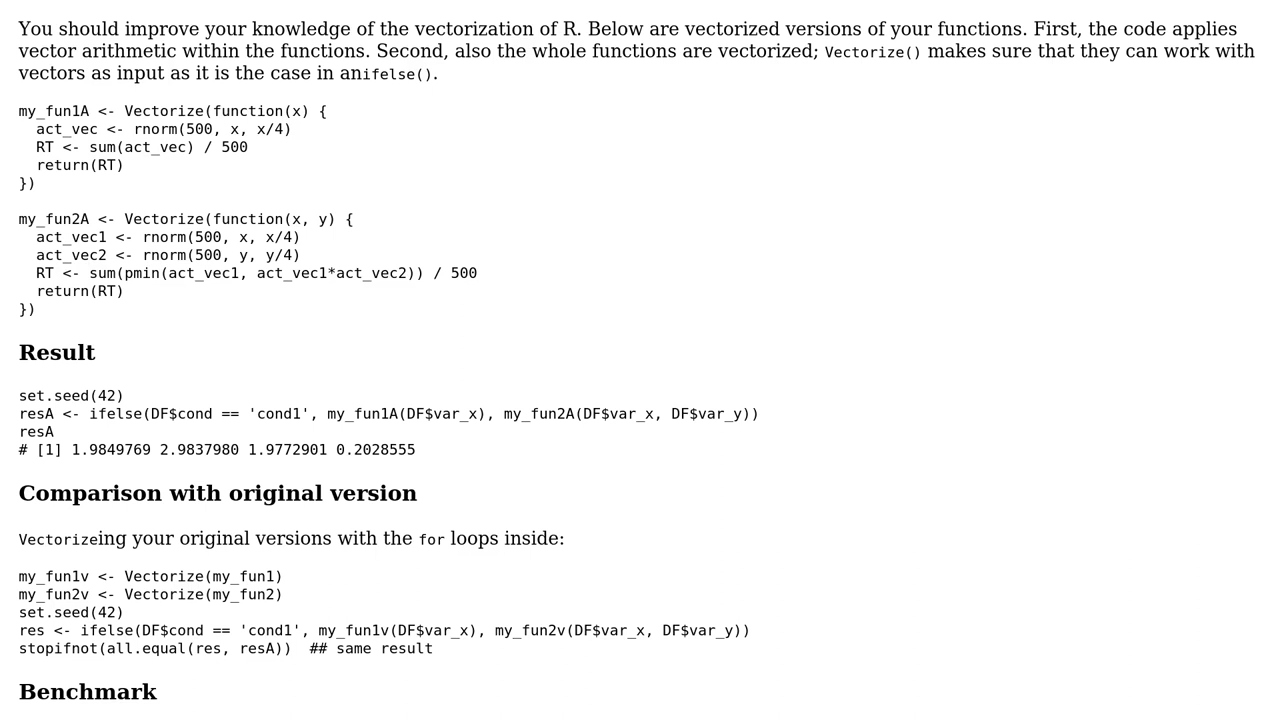 You should improve your knowledge of the vectorization of R. Below are vectorized versions of your functions. First, the code applies
vector arithmetic within the functions. Second, also the whole functions are vectorized; Vectorize() makes sure that they can work with
vectors as input as it is the case in anifelse().
my_fun1A <- Vectorize(function(x) {
  act_vec <- rnorm(500, x, x/4)
  RT <- sum(act_vec) / 500
  return(RT)
})
my_fun2A <- Vectorize(function(x, y) {
  act_vec1 <- rnorm(500, x, x/4)
  act_vec2 <- rnorm(500, y, y/4)
  RT <- sum(pmin(act_vec1, act_vec1*act_vec2)) / 500
  return(RT)
})
Result
set.seed(42)
resA <- ifelse(DF$cond == 'cond1', my_fun1A(DF$var_x), my_fun2A(DF$var_x, DF$var_y))
resA
# [1] 1.9849769 2.9837980 1.9772901 0.2028555
Comparison with original version
Vectorizeing your original versions with the for loops inside:
my_fun1v <- Vectorize(my_fun1)
my_fun2v <- Vectorize(my_fun2)
set.seed(42)
res <- ifelse(DF$cond == 'cond1', my_fun1v(DF$var_x), my_fun2v(DF$var_x, DF$var_y))
stopifnot(all.equal(res, resA))  ## same result
Benchmark